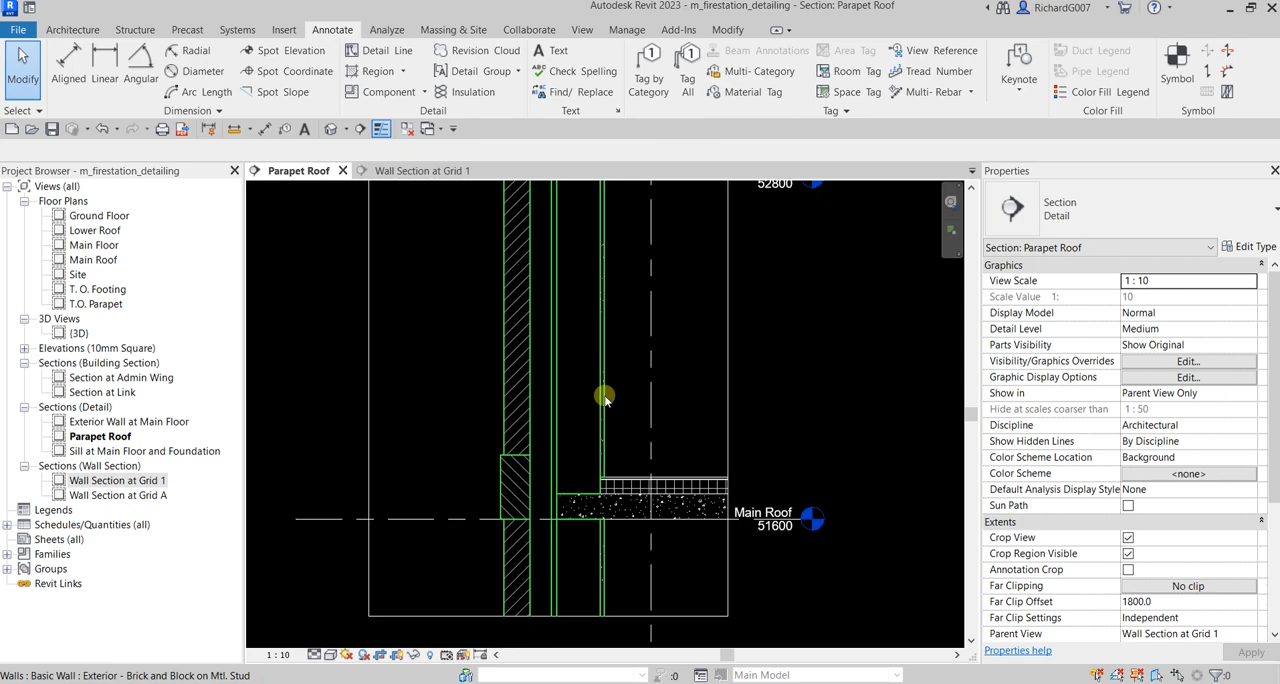 Autodesk Revit 2023 - m_firestation_detailing - Section: Parapet Roof
RichardG007
File Architecture Structure Precast Systems Insert Annotate Analyze Massing & Site Collaborate View Manage Add-Ins Modify
Modify Aligned Linear Angular Radial Spot Elevation Detail Line Revision Cloud Text Tag by Category Tag All Beam Annotations Area Tag View Reference Keynote Duct Legend Symbol
Diameter Spot Coordinate Region Detail Group Check Spelling Multi- Category Room Tag Tread Number Pipe Legend
Arc Length Spot Slope Component Insulation Find/ Replace Material Tag Space Tag Multi- Rebar Color Fill Legend
Select Dimension Detail Text Tag Color Fill Symbol
Project Browser - m_firestation_detailing
Views (all)
Floor Plans
Ground Floor
Lower Roof
Main Floor
Main Roof
Site
T. O. Footing
T.O. Parapet
3D Views
{3D}
Elevations (10mm Square)
Sections (Building Section)
Section at Admin Wing
Section at Link
Sections (Detail)
Exterior Wall at Main Floor
Parapet Roof
Sill at Main Floor and Foundation
Sections (Wall Section)
Wall Section at Grid 1
Wall Section at Grid A
Legends
Schedules/Quantities (all)
Sheets (all)
Families
Groups
Revit Links
Parapet Roof
Wall Section at Grid 1
52800
Main Roof
51600
1 : 10
Properties
Section
Detail
Section: Parapet Roof
Edit Type
Graphics
View Scale 1 : 10
Scale Value 1: 10
Display Model Normal
Detail Level Medium
Parts Visibility Show Original
Visibility/Graphics Overrides Edit...
Graphic Display Options Edit...
Show in Parent View Only
Hide at scales coarser than 1 : 50
Discipline Architectural
Show Hidden Lines By Discipline
Color Scheme Location Background
Color Scheme <none>
Default Analysis Display Style None
Sun Path
Extents
Crop View
Crop Region Visible
Annotation Crop
Far Clipping No clip
Far Clip Offset 1800.0
Far Clip Settings Independent
Parent View Wall Section at Grid 1
Properties help
Apply
Walls : Basic Wall : Exterior - Brick and Block on Mtl. Stud
:0
Main Model
:0